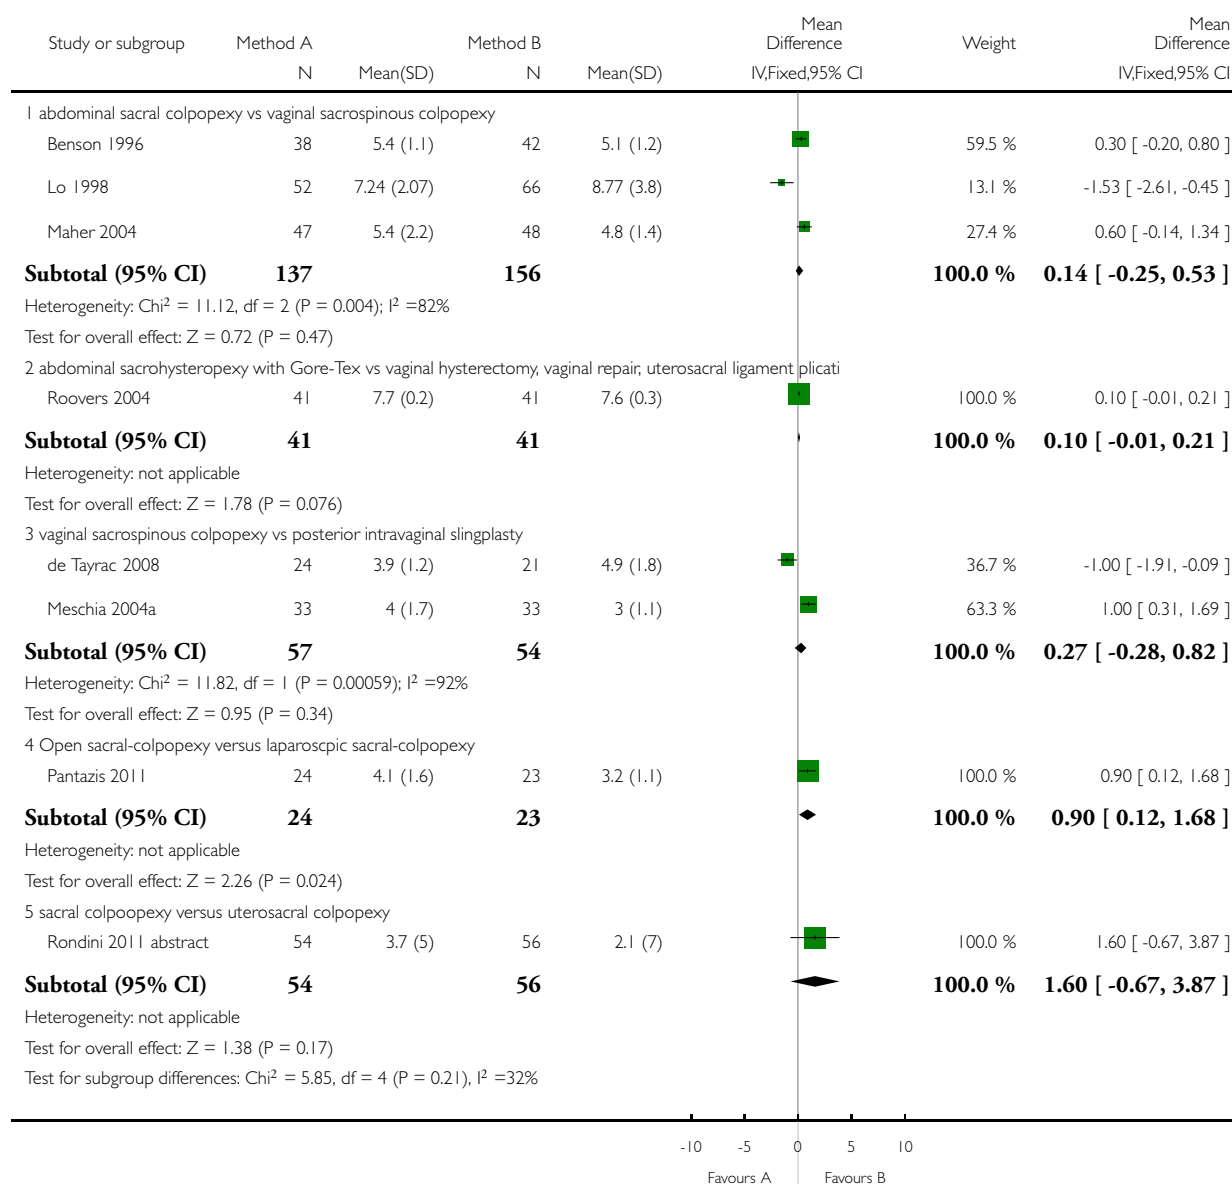 Mean Mean
Study or subgroup Method A Method B Difference Weight Difference
N Mean(SD) N Mean(SD) IV,Fixed,95% CI IV,Fixed,95% CI
1 abdominal sacral colpopexy vs vaginal sacrospinous colpopexy
Benson 1996 38 5.4 (1.1) 42 5.1 (1.2) 59.5 % 0.30 [ -0.20, 0.80 ]
Lo 1998 52 7.24 (2.07) 66 8.77 (3.8) 13.1 % -1.53 [ -2.61, -0.45 ]
Maher 2004 47 5.4 (2.2) 48 4.8 (1.4) 27.4 % 0.60 [ -0.14, 1.34 ]
Subtotal (95% CI) 137 156 100.0 % 0.14 [ -0.25, 0.53 ]
Heterogeneity: Chi² = 11.12, df = 2 (P = 0.004); I² =82%
Test for overall effect: Z = 0.72 (P = 0.47)
2 abdominal sacrohysteropexy with Gore-Tex vs vaginal hysterectomy, vaginal repair, uterosacral ligament plicati
Roovers 2004 41 7.7 (0.2) 41 7.6 (0.3) 100.0 % 0.10 [ -0.01, 0.21 ]
Subtotal (95% CI) 41 41 100.0 % 0.10 [ -0.01, 0.21 ]
Heterogeneity: not applicable
Test for overall effect: Z = 1.78 (P = 0.076)
3 vaginal sacrospinous colpopexy vs posterior intravaginal slingplasty
de Tayrac 2008 24 3.9 (1.2) 21 4.9 (1.8) 36.7 % -1.00 [ -1.91, -0.09 ]
Meschia 2004a 33 4 (1.7) 33 3 (1.1) 63.3 % 1.00 [ 0.31, 1.69 ]
Subtotal (95% CI) 57 54 100.0 % 0.27 [ -0.28, 0.82 ]
Heterogeneity: Chi² = 11.82, df = 1 (P = 0.00059); I² =92%
Test for overall effect: Z = 0.95 (P = 0.34)
4 Open sacral-colpopexy versus laparoscpic sacral-colpopexy
Pantazis 2011 24 4.1 (1.6) 23 3.2 (1.1) 100.0 % 0.90 [ 0.12, 1.68 ]
Subtotal (95% CI) 24 23 100.0 % 0.90 [ 0.12, 1.68 ]
Heterogeneity: not applicable
Test for overall effect: Z = 2.26 (P = 0.024)
5 sacral colpoopexy versus uterosacral colpopexy
Rondini 2011 abstract 54 3.7 (5) 56 2.1 (7) 100.0 % 1.60 [ -0.67, 3.87 ]
Subtotal (95% CI) 54 56 100.0 % 1.60 [ -0.67, 3.87 ]
Heterogeneity: not applicable
Test for overall effect: Z = 1.38 (P = 0.17)
Test for subgroup differences: Chi² = 5.85, df = 4 (P = 0.21), I² =32%
-10 -5 0 5 10
Favours A Favours B